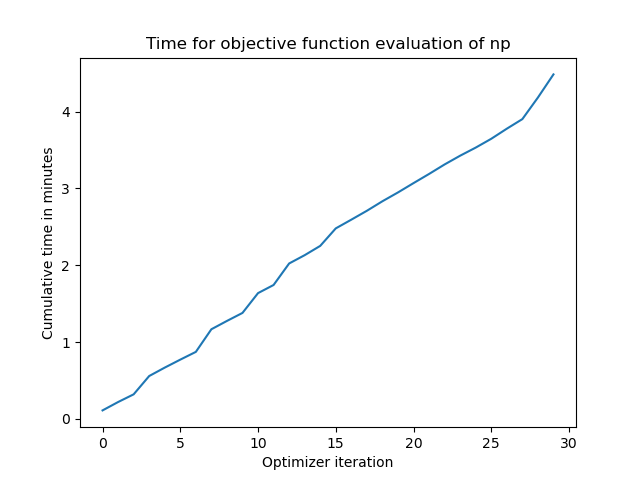 Time for objective function evaluation of np
4
3
2
1
0
Cumulative time in minutes
0 5 10 15 20 25 30
Optimizer iteration